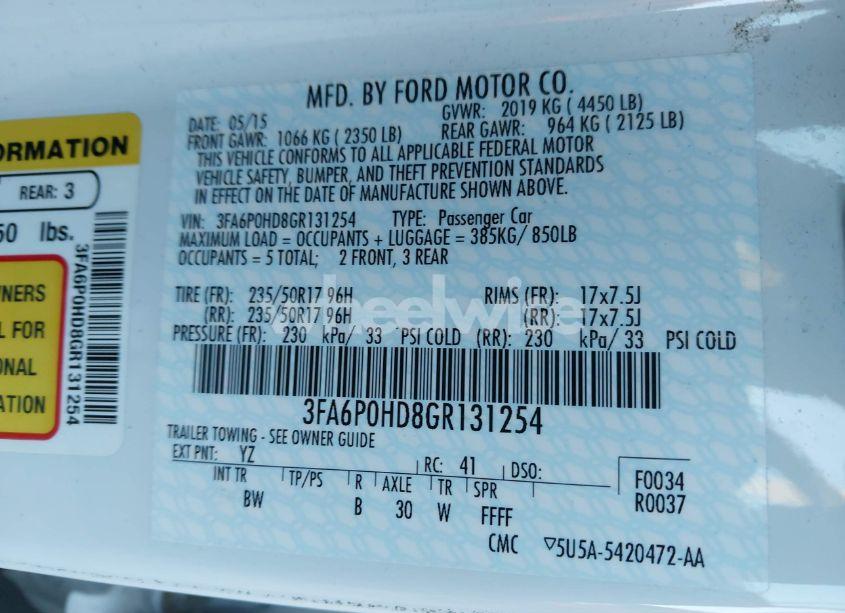 MFD. BY FORD MOTOR CO.
DATE: 05/15 GVWR: 2019 KG ( 4450 LB)
FRONT GAWR: 1066 KG ( 2350 LB) REAR GAWR: 964 KG ( 2125 LB)
THIS VEHICLE CONFORMS TO ALL APPLICABLE FEDERAL MOTOR
VEHICLE SAFETY, BUMPER, AND THEFT PREVENTION STANDARDS
IN EFFECT ON THE DATE OF MANUFACTURE SHOWN ABOVE.
VIN: 3FA6P0HD8GR131254 TYPE: Passenger Car
MAXIMUM LOAD = OCCUPANTS + LUGGAGE = 385KG/ 850LB
OCCUPANTS = 5 TOTAL; 2 FRONT, 3 REAR
TIRE (FR): 235/50R17 96H RIMS (FR): 17x7.5J
(RR): 235/50R17 96H (RR): 17x7.5J
PRESSURE (FR): 230 kPa/ 33 PSI COLD (RR): 230 kPa/ 33 PSI COLD
3FA6P0HD8GR131254
TRAILER TOWING - SEE OWNER GUIDE
EXT PNT: YZ RC: 41 DSO: F0034
R0037
INT TR TP/PS R AXLE TR SPR
BW B 30 W FFFF
CMC ▽5U5A-5420472-AA
ORMATION
REAR: 3
50 lbs.
WNERS
L FOR
ONAL
ATION
3FA6P0HD8GR131254
wheelwire